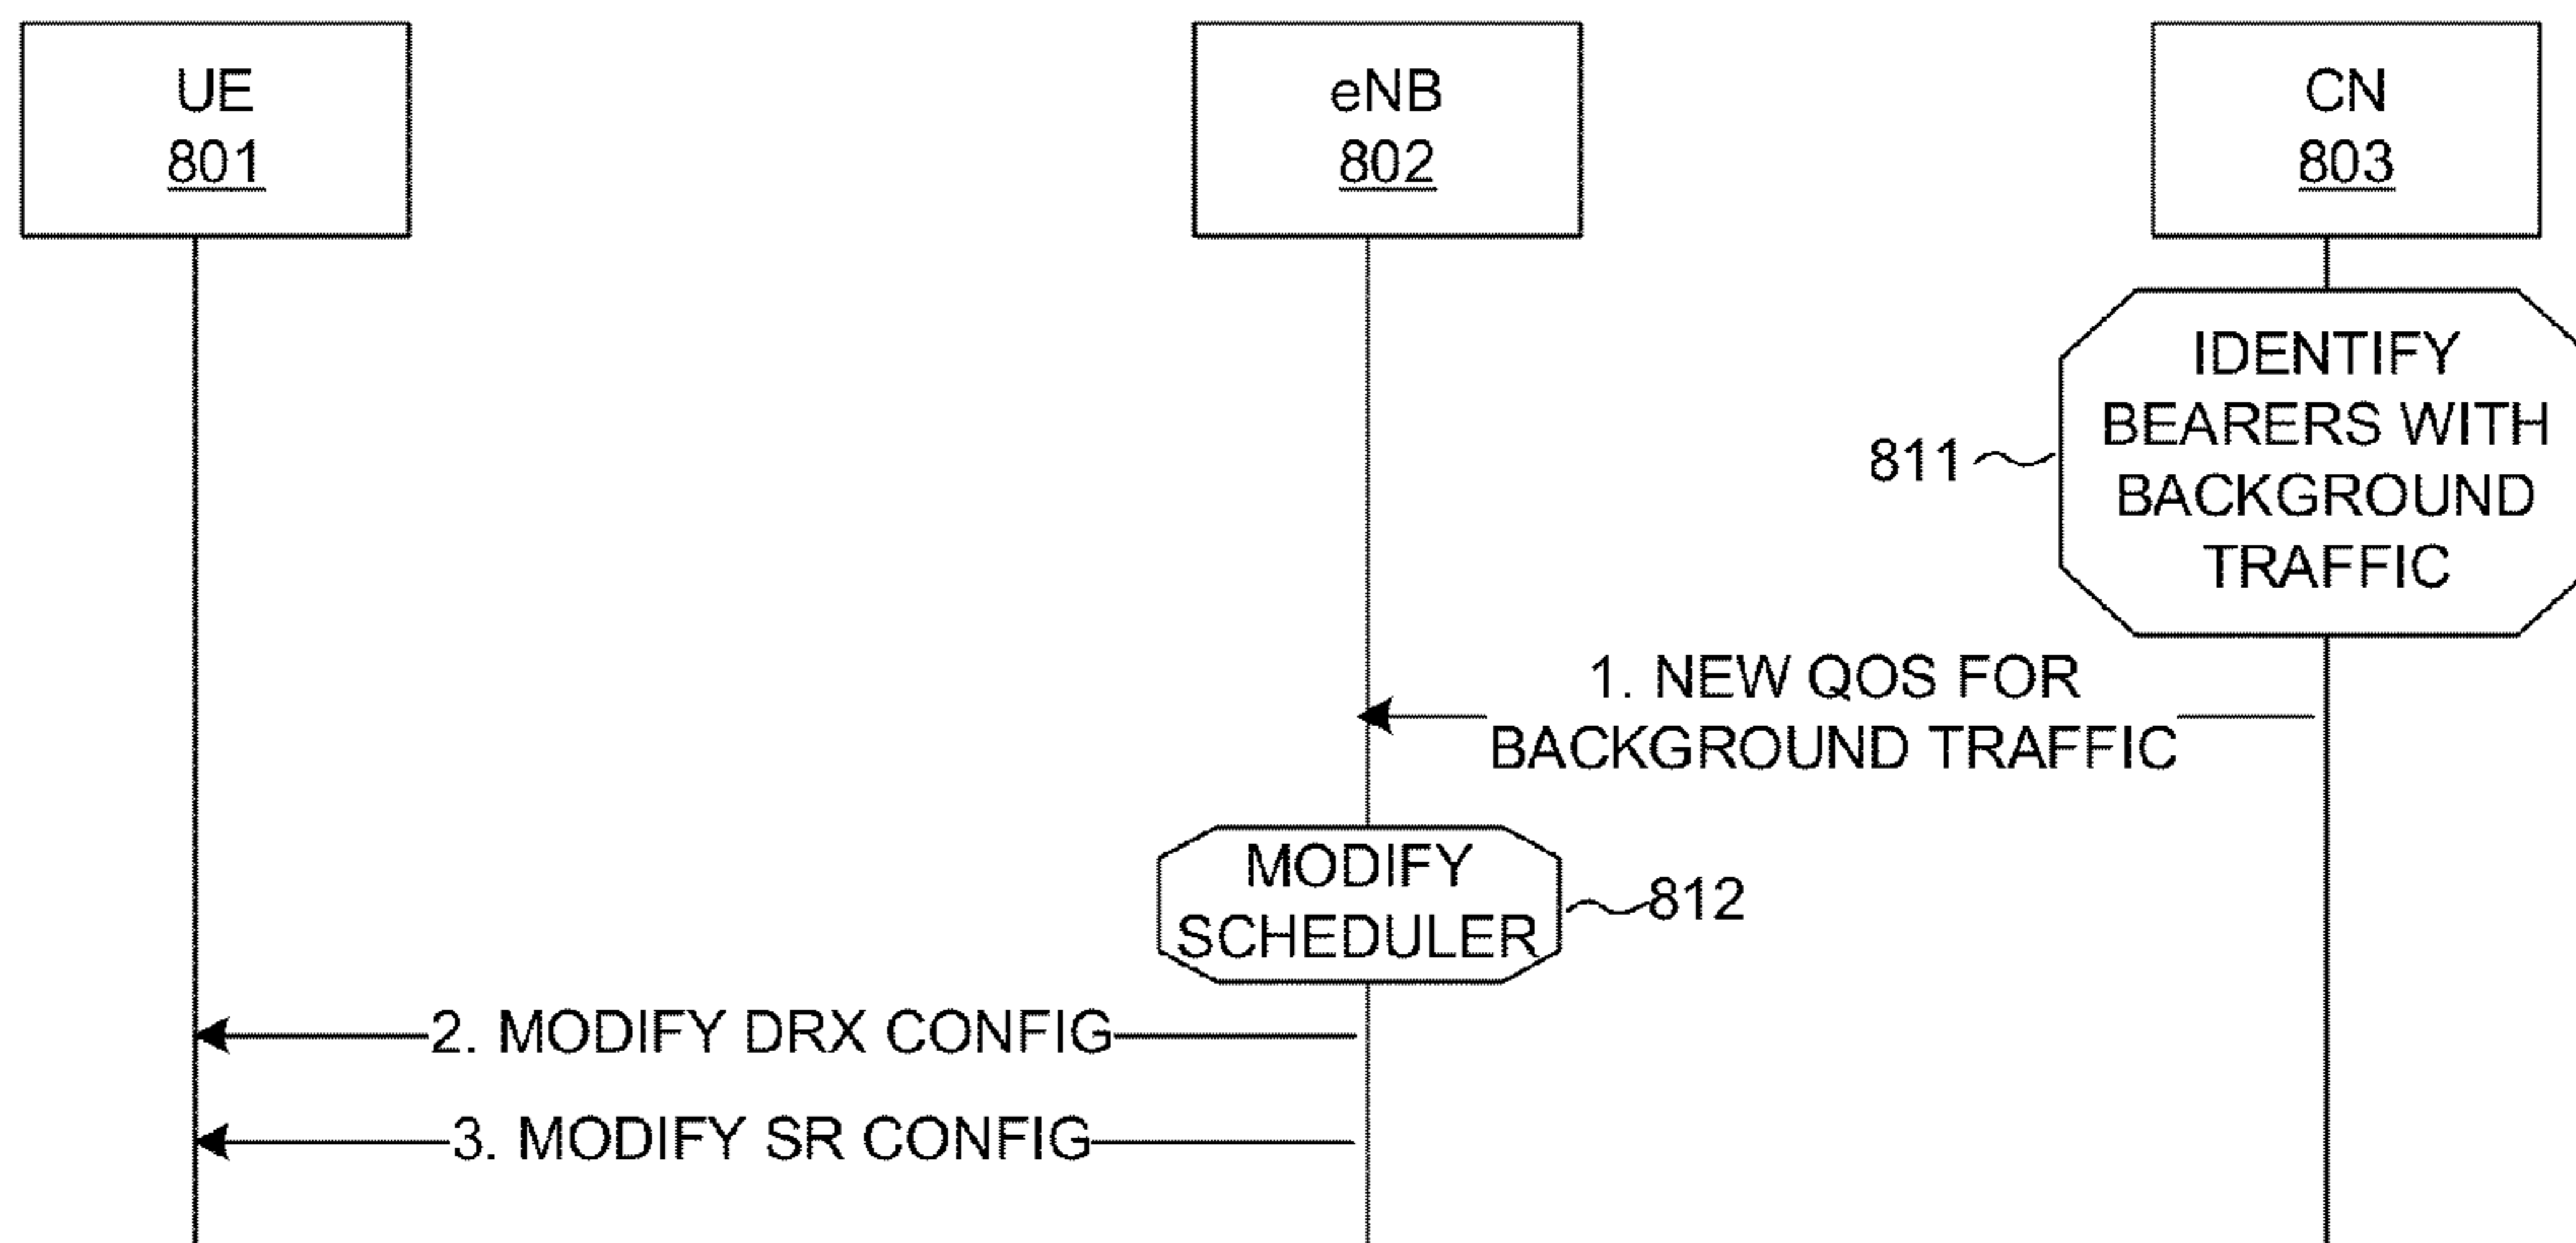 UE
801
eNB
802
CN
803
IDENTIFY
BEARERS WITH
BACKGROUND
TRAFFIC
811
1. NEW QOS FOR
BACKGROUND TRAFFIC
MODIFY
SCHEDULER
812
2. MODIFY DRX CONFIG
3. MODIFY SR CONFIG